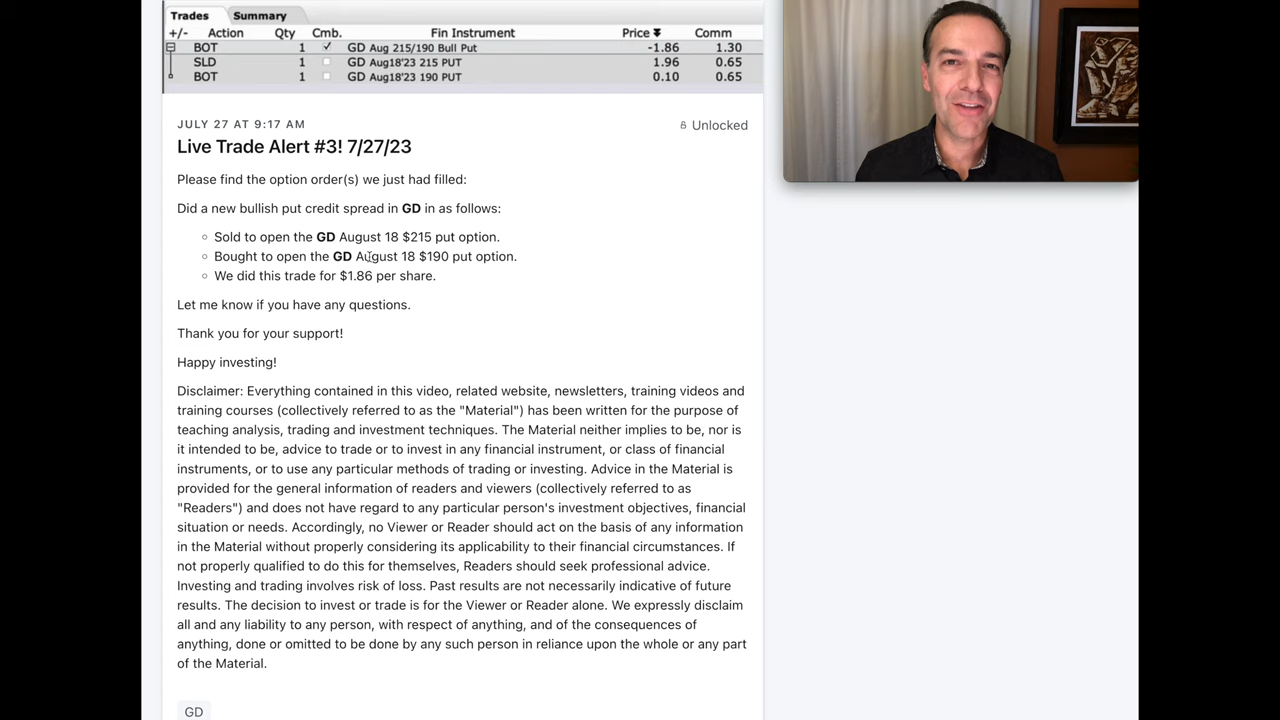 Trades Summary
+/- Action Qty Cmb. Fin Instrument Price Comm
BOT 1 ✓ GD Aug 215/190 Bull Put -1.86 1.30
SLD 1 GD Aug18'23 215 PUT 1.96 0.65
BOT 1 GD Aug18'23 190 PUT 0.10 0.65
JULY 27 AT 9:17 AM
Unlocked
Live Trade Alert #3! 7/27/23
Please find the option order(s) we just had filled:
Did a new bullish put credit spread in GD in as follows:
Sold to open the GD August 18 $215 put option.
Bought to open the GD August 18 $190 put option.
We did this trade for $1.86 per share.
Let me know if you have any questions.
Thank you for your support!
Happy investing!
Disclaimer: Everything contained in this video, related website, newsletters, training videos and
training courses (collectively referred to as the "Material") has been written for the purpose of
teaching analysis, trading and investment techniques. The Material neither implies to be, nor is
it intended to be, advice to trade or to invest in any financial instrument, or class of financial
instruments, or to use any particular methods of trading or investing. Advice in the Material is
provided for the general information of readers and viewers (collectively referred to as
"Readers") and does not have regard to any particular person's investment objectives, financial
situation or needs. Accordingly, no Viewer or Reader should act on the basis of any information
in the Material without properly considering its applicability to their financial circumstances. If
not properly qualified to do this for themselves, Readers should seek professional advice.
Investing and trading involves risk of loss. Past results are not necessarily indicative of future
results. The decision to invest or trade is for the Viewer or Reader alone. We expressly disclaim
all and any liability to any person, with respect of anything, and of the consequences of
anything, done or omitted to be done by any such person in reliance upon the whole or any part
of the Material.
GD